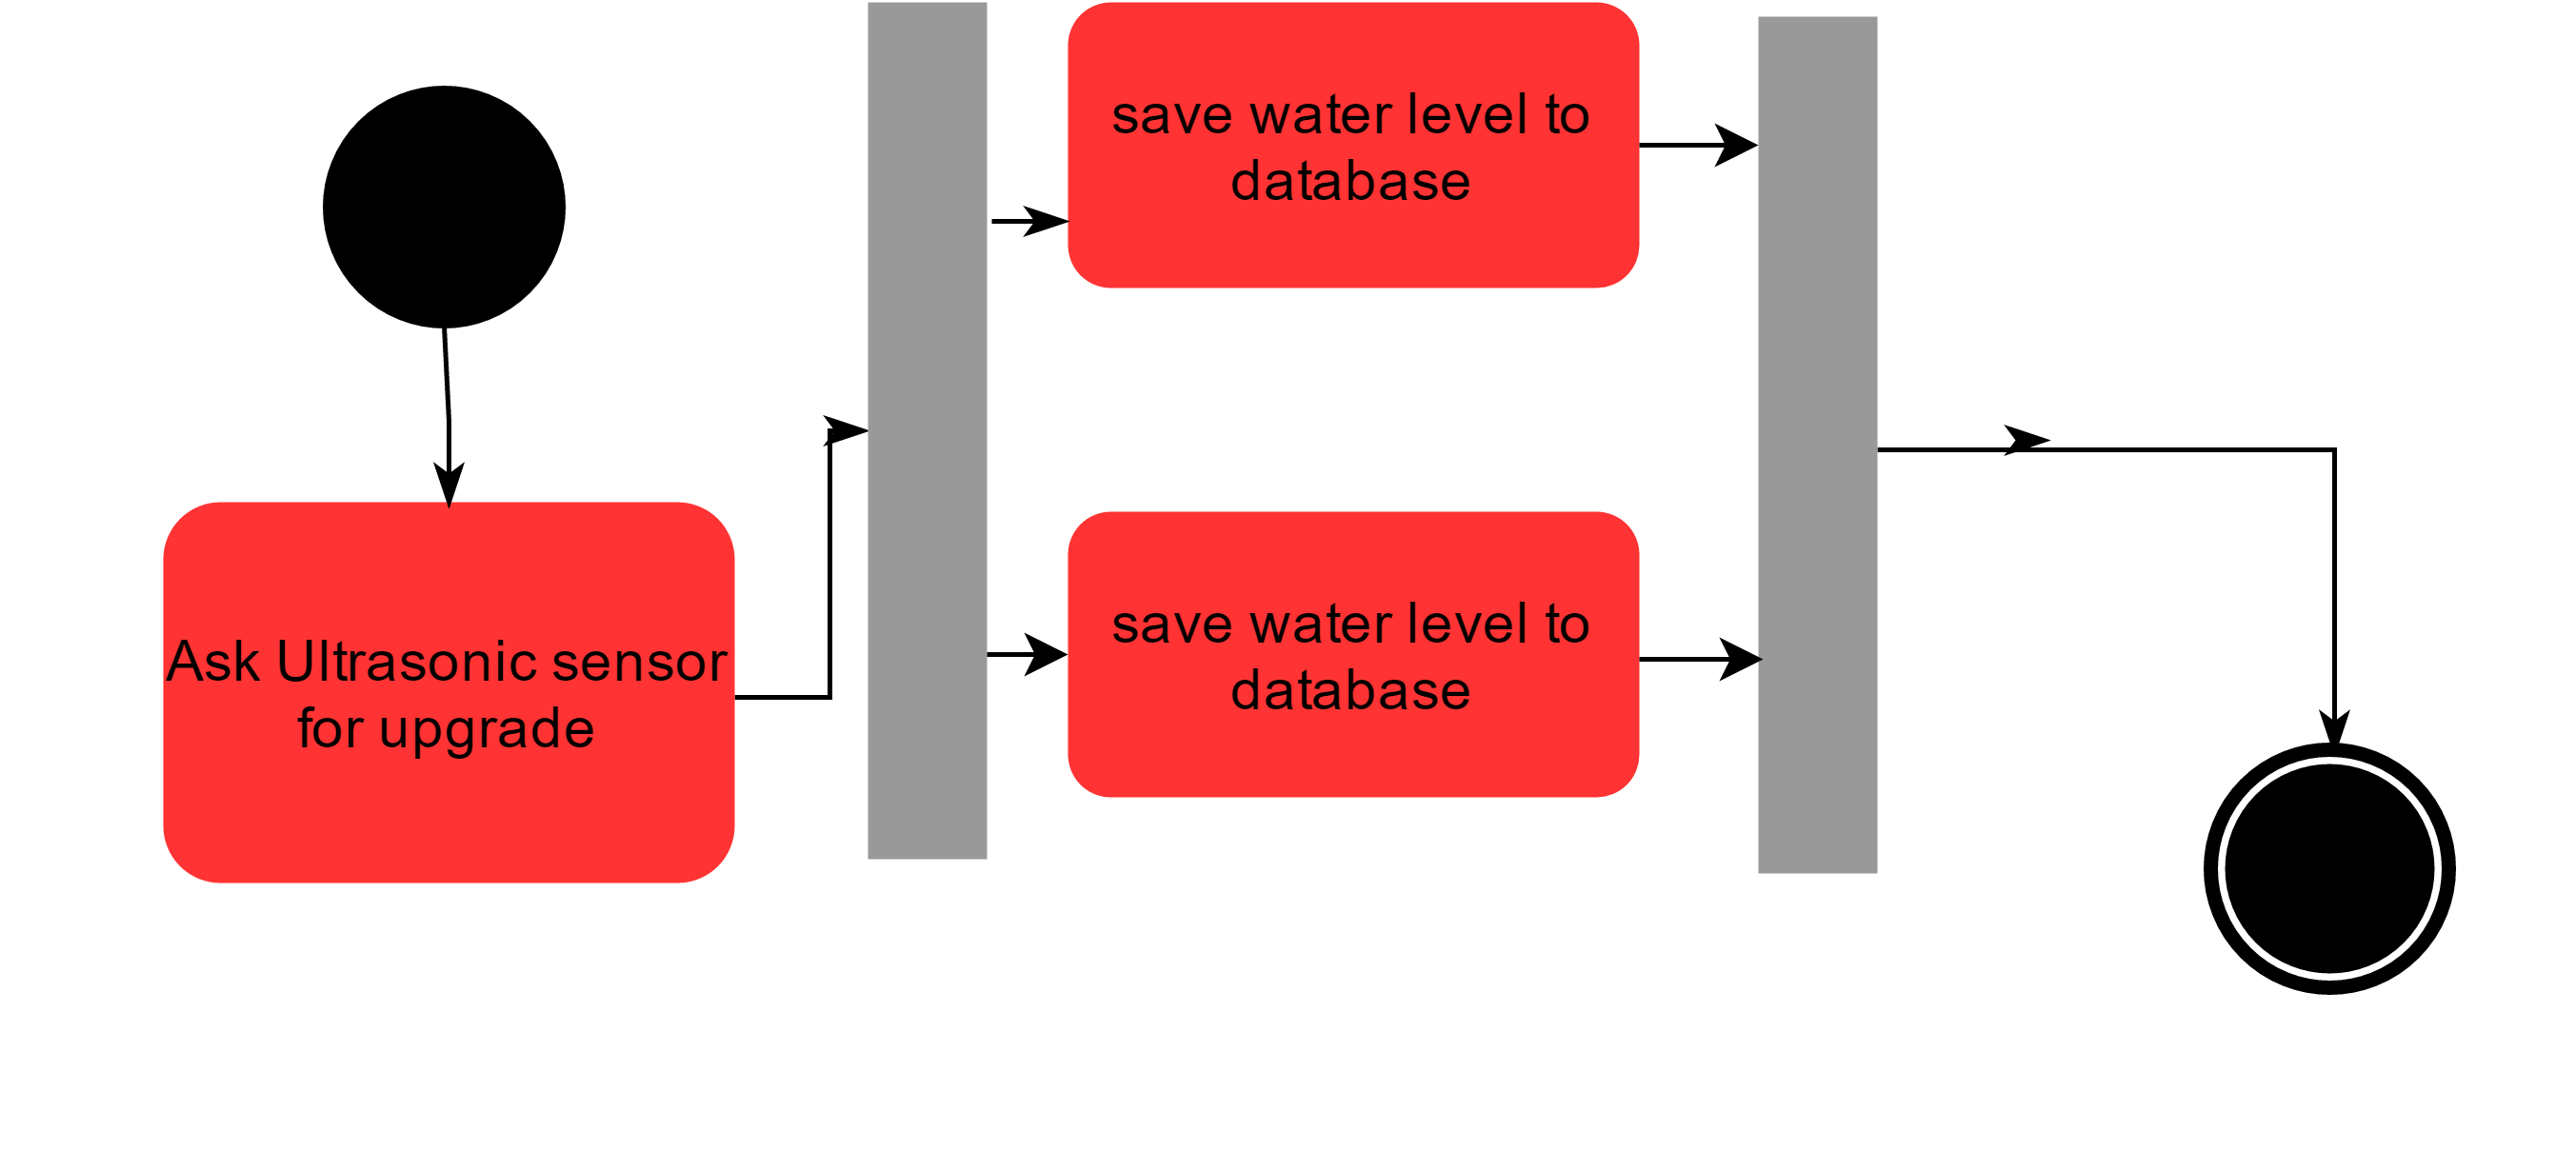 save water level to
database
Ask Ultrasonic sensor
for upgrade
save water level to
database